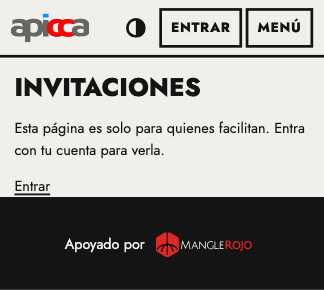 apicca
ENTRAR
MENÚ
INVITACIONES
Esta página es solo para quienes facilitan. Entra
con tu cuenta para verla.
Entrar
Apoyado por MANGLEROJO